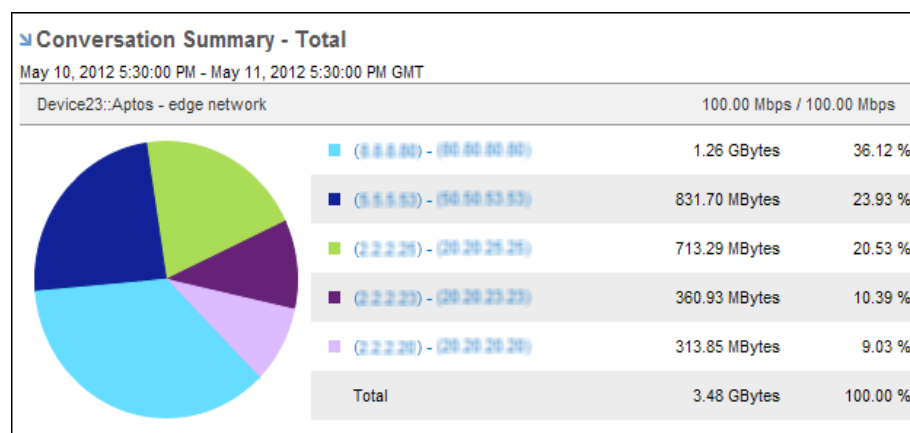 Conversation Summary - Total
May 10, 2012 5:30:00 PM - May 11, 2012 5:30:00 PM GMT
Device23::Aptos - edge network 100.00 Mbps / 100.00 Mbps
1.26 GBytes 36.12 %
831.70 MBytes 23.93 %
713.29 MBytes 20.53 %
360.93 MBytes 10.39 %
313.85 MBytes 9.03 %
Total 3.48 GBytes 100.00 %